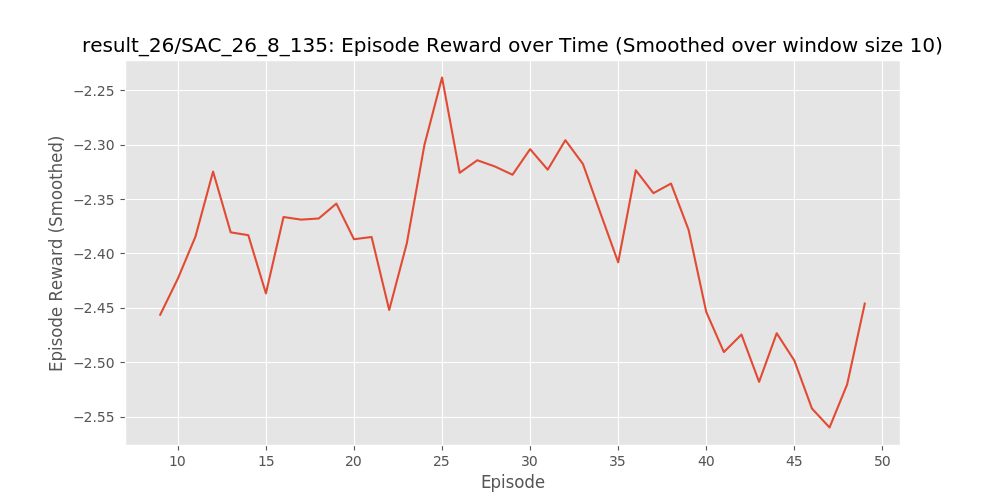 result_26/SAC_26_8_135: Episode Reward over Time (Smoothed over window size 10)
Episode Reward (Smoothed)
−2.25
−2.30
−2.35
−2.40
−2.45
−2.50
−2.55
10 15 20 25 30 35 40 45 50
Episode